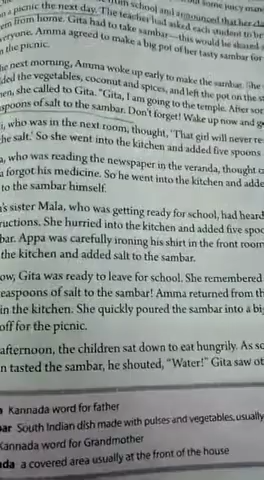 school and announced that her cla
a picnic the next day. The teacher had asked each student to br
from home. Gita had to take sambar—this would be shared
everyone. Amma agreed to make a big pot of her tasty sambar for
the picnic.
next morning, Amma woke up early to make the sambar. She
ded the vegetables, coconut and spices, and left the pot on the s
en, she called to Gita. "Gita, I am going to the temple. After som
spoons of salt to the sambar. Don't forget! Wake up now and g
i, who was in the next room, thought, 'That girl will never re
he salt.' So she went into the kitchen and added five spoons
a, who was reading the newspaper in the veranda, thought
a forgot his medicine. So he went into the kitchen and adde
to the sambar himself.
's sister Mala, who was getting ready for school, had heard
ructions. She hurried into the kitchen and added five spoo
bar. Appa was carefully ironing his shirt in the front room
the kitchen and added salt to the sambar.
ow, Gita was ready to leave for school. She remembered
easpoons of salt to the sambar! Amma returned from th
in the kitchen. She quickly poured the sambar into a bi
off for the picnic.
afternoon, the children sat down to eat hungrily. As so
n tasted the sambar, he shouted, "Water!" Gita saw ot
a Kannada word for father
ar South Indian dish made with pulses and vegetables, usually
Kannada word for Grandmother
nda a covered area usually at the front of the house